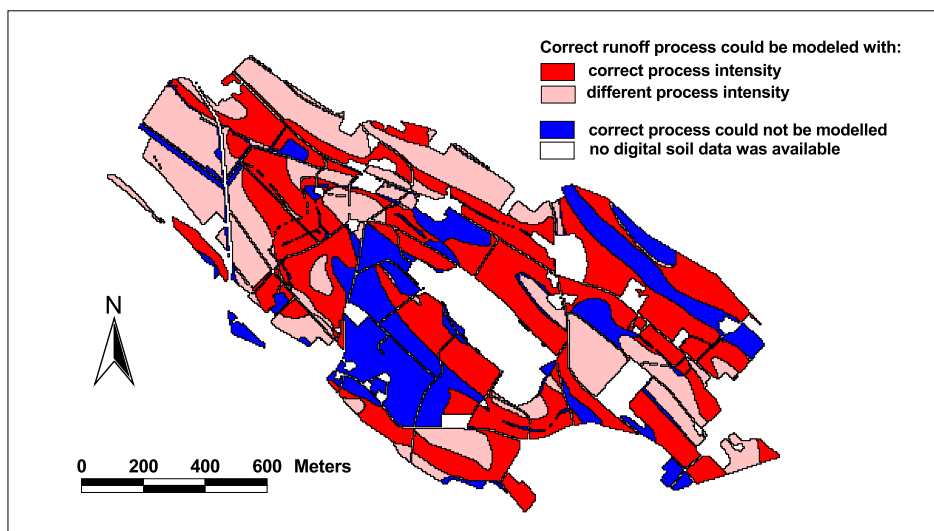 Correct runoff process could be modeled with:
correct process intensity
different process intensity
correct process could not be modelled
no digital soil data was available
N
0 200 400 600 Meters